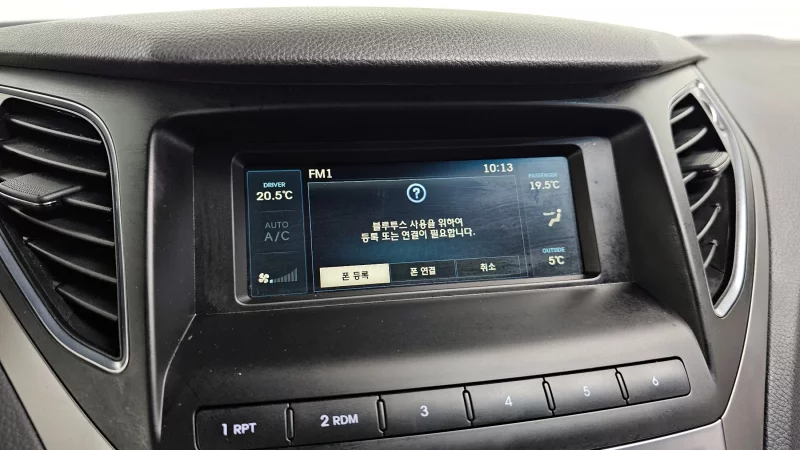 FM1
10:13
DRIVER
20.5℃
AUTO
A/C
?
블루투스 사용을 위하여
등록 또는 연결이 필요합니다.
폰 등록
폰 연결
취소
PASSENGER
19.5℃
OUTSIDE
5℃
1 RPT
2 RDM
3
4
5
6